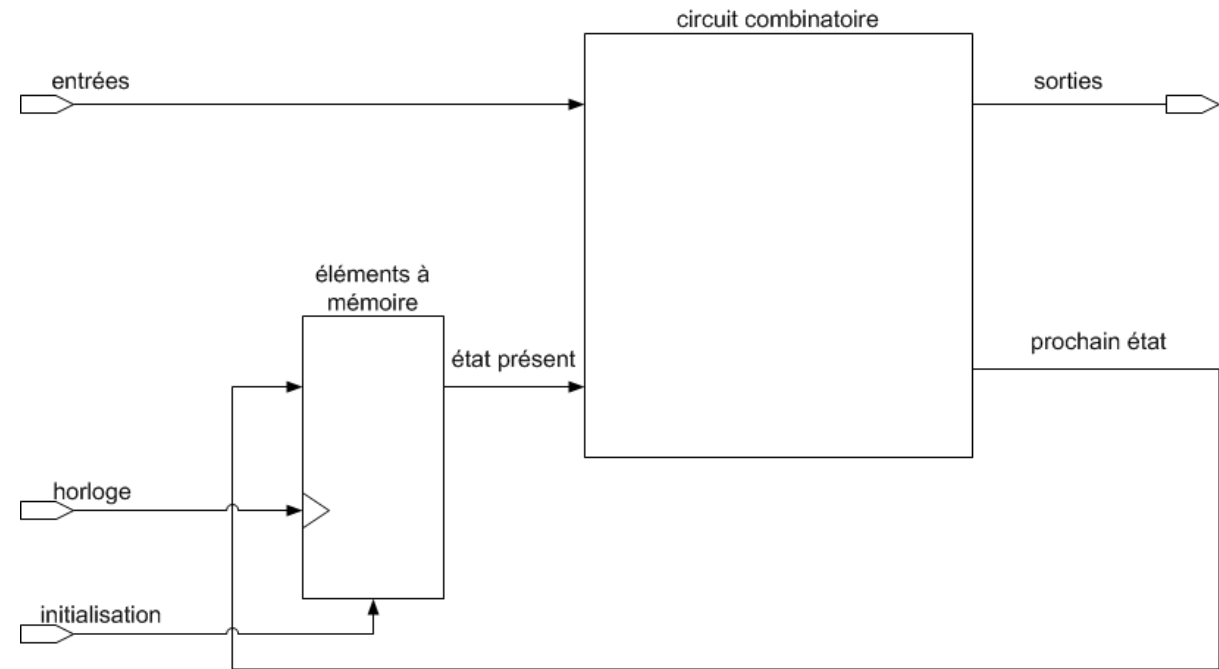 circuit combinatoire
entrées
sorties
éléments à
mémoire
état présent
prochain état
horloge
initialisation